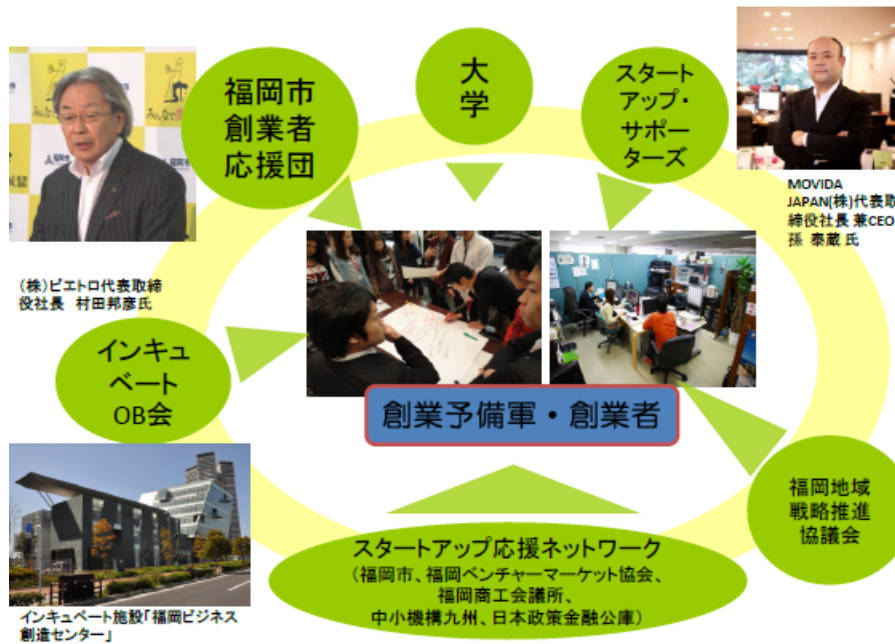 福岡市
創業者
応援団
大
学
スタート
アップ・
サポー
ターズ
MOVIDA
JAPAN(株)代表取
締役社長 兼CEO
孫 泰蔵 氏
(株)ピエトロ代表取締
役社長 村田邦彦氏
インキュ
ベート
OB会
創業予備軍・創業者
福岡地域
戦略推進
協議会
スタートアップ応援ネットワーク
(福岡市、福岡ベンチャーマーケット協会、
福岡商工会議所、
中小機構九州、日本政策金融公庫)
インキュベート施設「福岡ビジネス
創造センター」